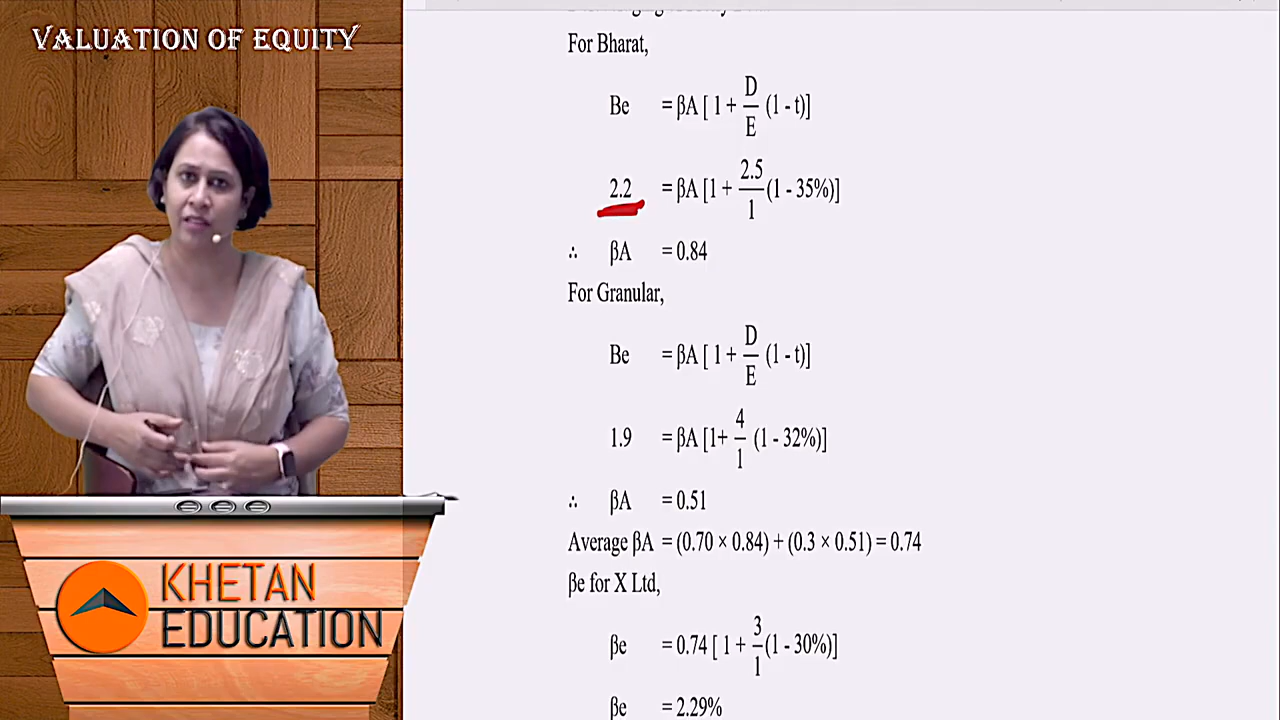 VALUATION OF EQUITY
For Bharat,
Be = βA [ 1 + D/E (1 - t)]
2.2 = βA [1 + 2.5/1 (1 - 35%)]
∴ βA = 0.84
For Granular,
Be = βA [ 1 + D/E (1 - t)]
1.9 = βA [1+ 4/1 (1 - 32%)]
∴ βA = 0.51
Average βA = (0.70 × 0.84) + (0.3 × 0.51) = 0.74
βe for X Ltd,
βe = 0.74 [ 1 + 3/1 (1 - 30%)]
βe = 2.29%
KHETAN
EDUCATION